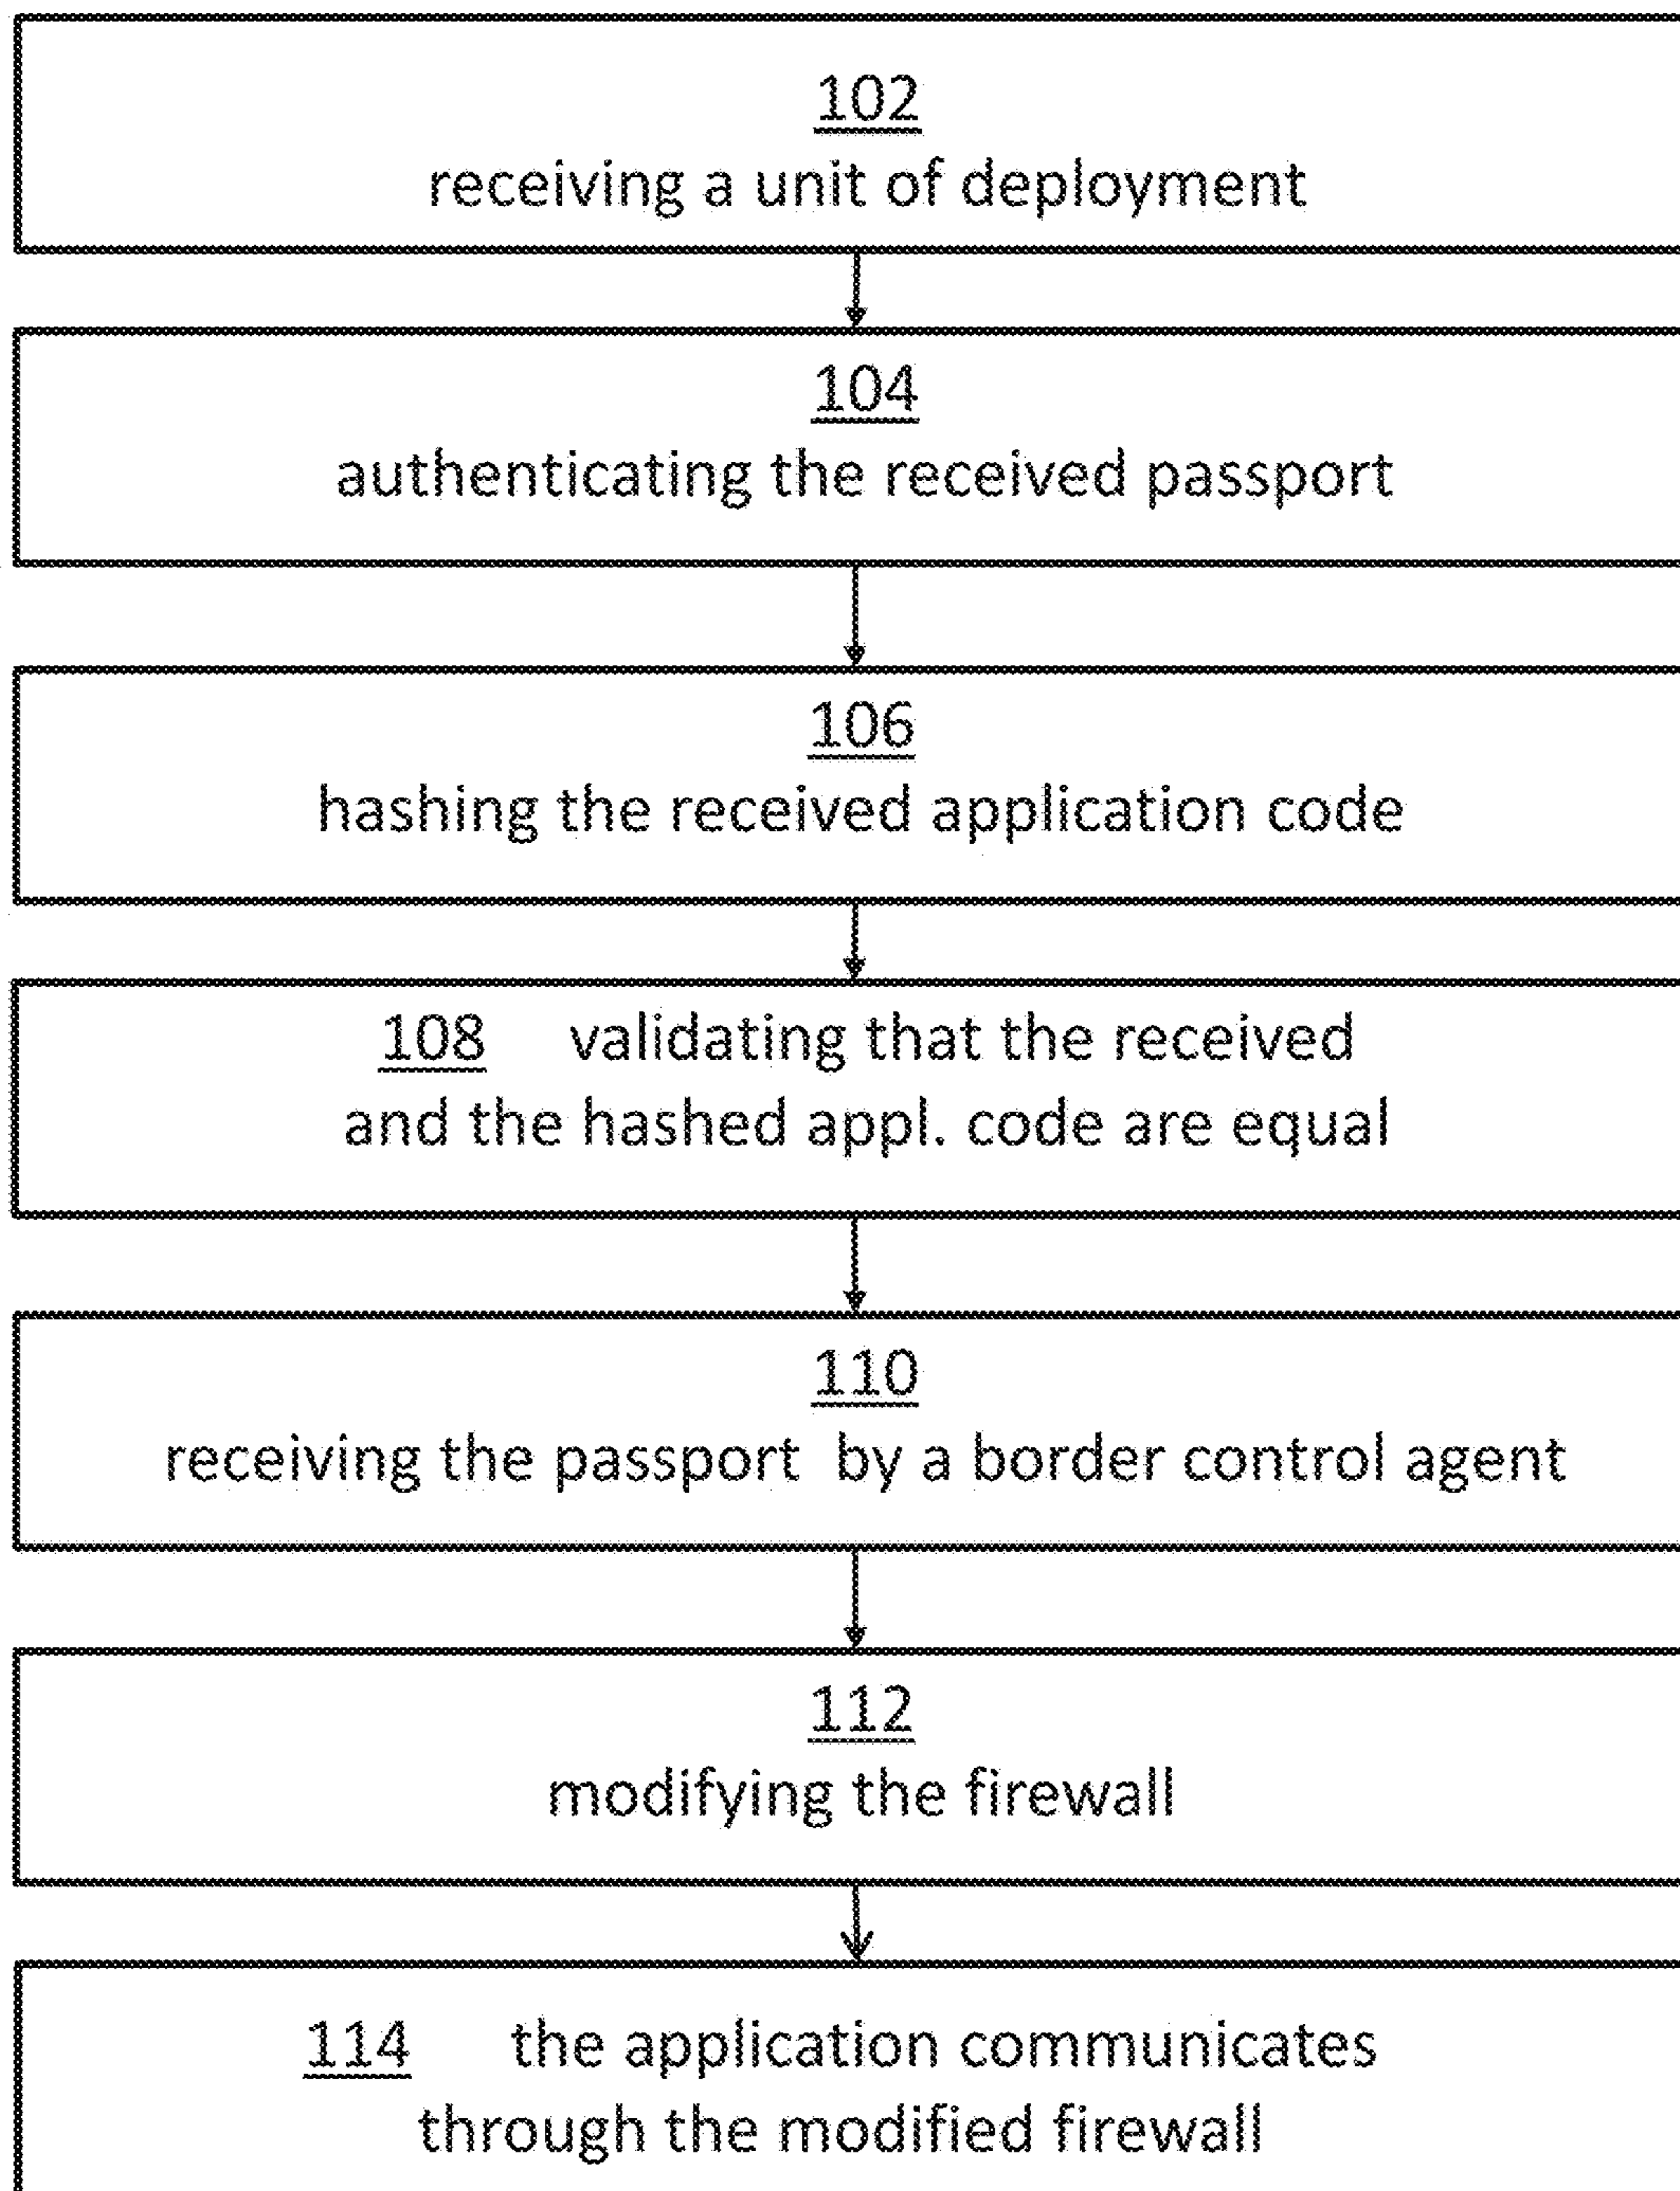 102
receiving a unit of deployment
104
authenticating the received passport
106
hashing the received application code
108 validating that the received
and the hashed appl. code are equal
110
receiving the passport by a border control agent
112
modifying the firewall
114 the application communicates
through the modified firewall